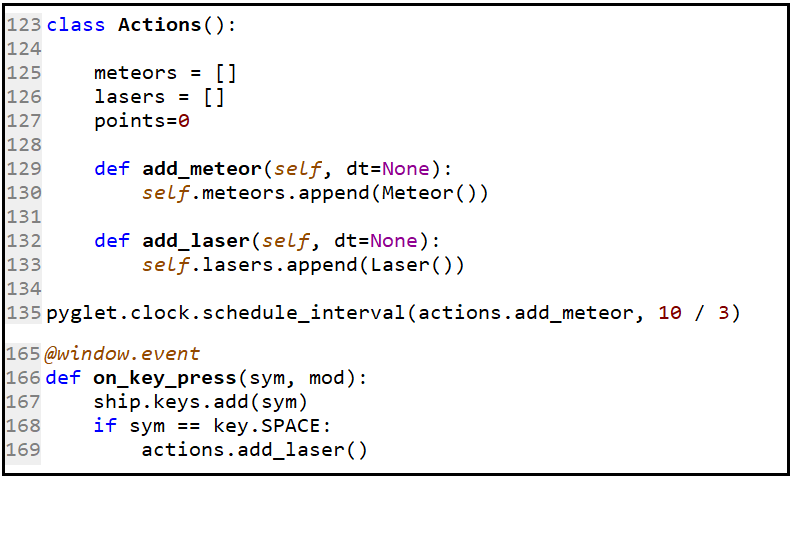 123 class Actions():
124
125     meteors = []
126     lasers = []
127     points=0
128
129     def add_meteor(self, dt=None):
130         self.meteors.append(Meteor())
131
132     def add_laser(self, dt=None):
133         self.lasers.append(Laser())
134
135 pyglet.clock.schedule_interval(actions.add_meteor, 10 / 3)
165 @window.event
166 def on_key_press(sym, mod):
167     ship.keys.add(sym)
168     if sym == key.SPACE:
169         actions.add_laser()